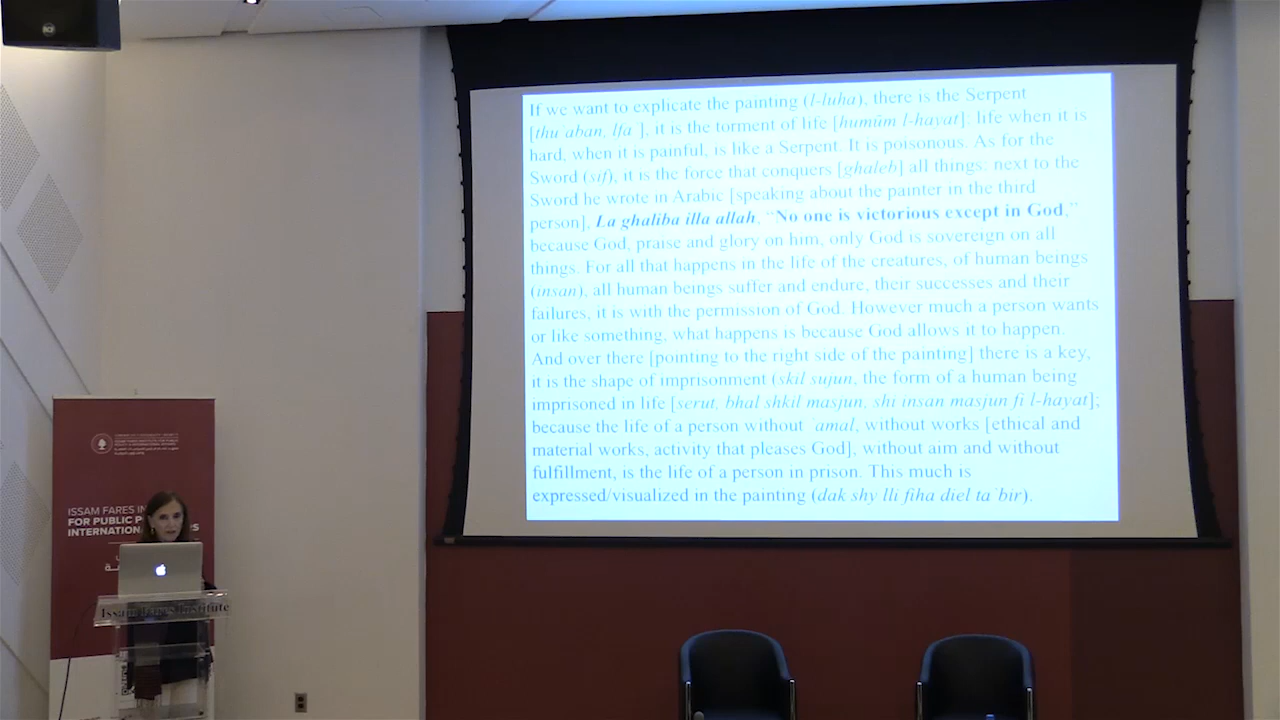 If we want to explicate the painting (l-luha), there is the Serpent
[thu aban, lfa`], it is the torment of life [humūm l-hayat]; life when it is
hard, when it is painful, is like a Serpent. It is poisonous. As for the
Sword (sif), it is the force that conquers [ghaleb] all things: next to the
Sword he wrote in Arabic [speaking about the painter in the third
person], La ghaliba illa allah, “No one is victorious except in God,”
because God, praise and glory on him, only God is sovereign on all
things. For all that happens in the life of the creatures, of human beings
(insan), all human beings suffer and endure, their successes and their
failures, it is with the permission of God. However much a person wants
or like something, what happens is because God allows it to happen.
And over there [pointing to the right side of the painting] there is a key,
it is the shape of imprisonment (skil sujun, the form of a human being
imprisoned in life [serut, bhal shkil masjun, shi insan masjun fi l-hayat];
because the life of a person without `amal, without works [ethical and
material works, activity that pleases God], without aim and without
fulfillment, is the life of a person in prison. This much is
expressed/visualized in the painting (dak shy lli fiha diel ta`bir).
ISSAM FARES IN
FOR PUBLIC P
INTERNATION S
Issam Fares Institute